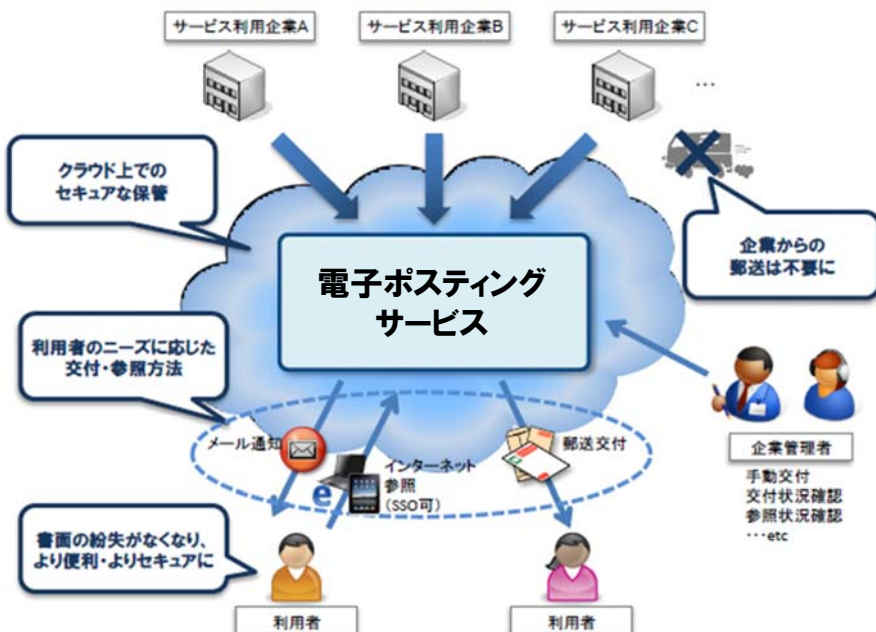 サービス利用企業A
サービス利用企業B
サービス利用企業C
…
クラウド上での
セキュアな保管
企業からの
郵送は不要に
電子ポスティング
サービス
利用者のニーズに応じた
交付・参照方法
メール通知
インターネット
参照
(SSO可)
郵送交付
企業管理者
手動交付
交付状況確認
参照状況確認
…etc
書面の紛失がなくなり、
より便利・よりセキュアに
利用者
利用者